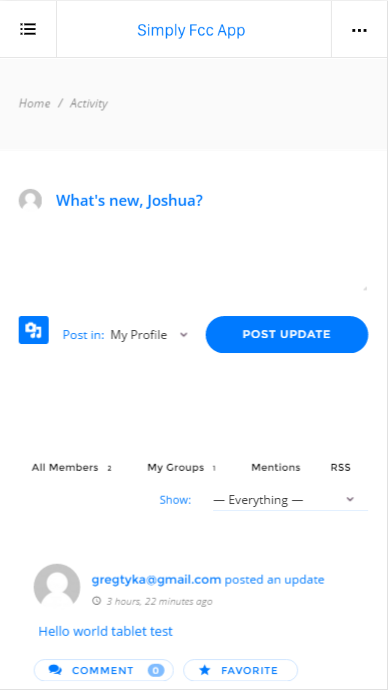 Simply Fcc App
Home / Activity
What's new, Joshua?
Post in: My Profile
POST UPDATE
All Members 2 My Groups 1 Mentions RSS
Show: — Everything —
gregtyka@gmail.com posted an update
3 hours, 22 minutes ago
Hello world tablet test
COMMENT 0 FAVORITE